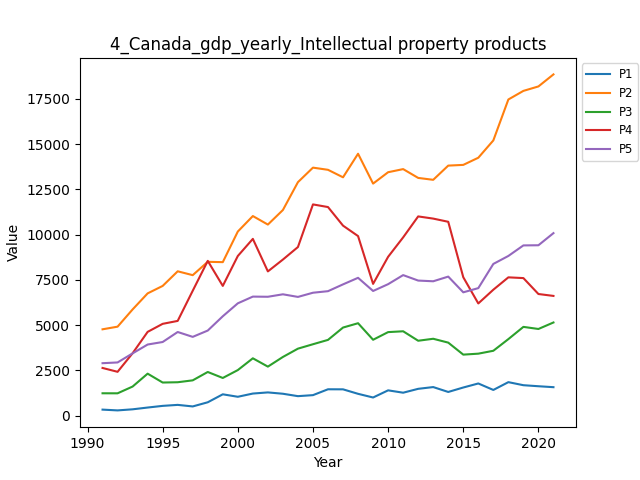 4_Canada_gdp_yearly_Intellectual property products
P1
P2
P3
P4
P5
Value
17500
15000
12500
10000
7500
5000
2500
0
1990
1995
2000
2005
2010
2015
2020
Year